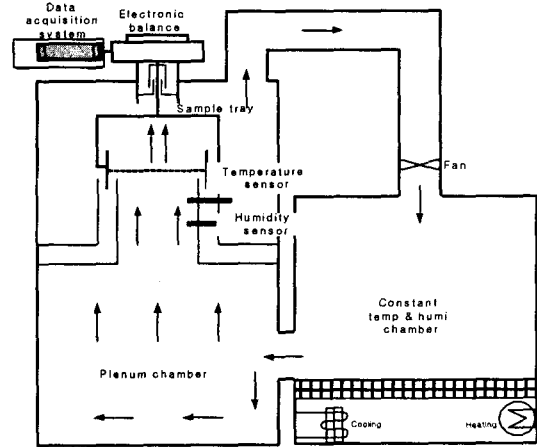 Data
acquisition
system
Electronic
balance
Sample tray
Temperature
sensor
Humidity
sensor
Fan
Constant
temp & humi
chamber
Plenum chamber
Cooling
Heating